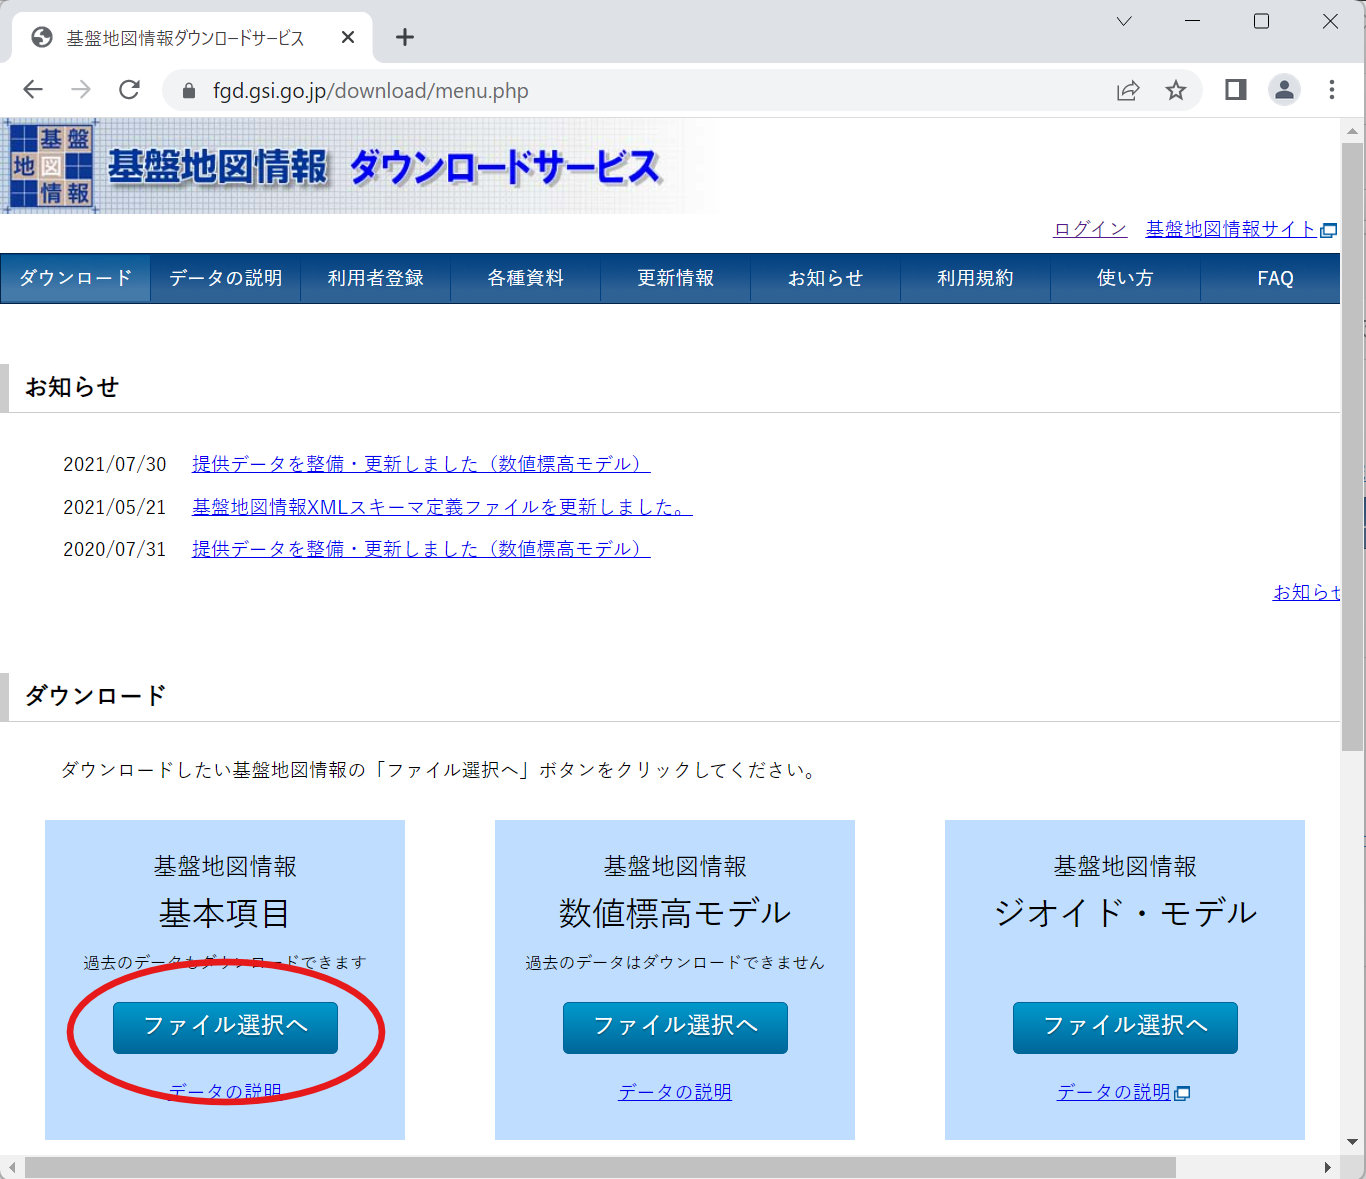 基盤地図情報ダウンロードサービス
fgd.gsi.go.jp/download/menu.php
基盤
地図
情報
基盤地図情報 ダウンロードサービス
ログイン 基盤地図情報サイト
ダウンロード データの説明 利用者登録 各種資料 更新情報 お知らせ 利用規約 使い方 FAQ
お知らせ
2021/07/30 提供データを整備・更新しました（数値標高モデル）
2021/05/21 基盤地図情報XMLスキーマ定義ファイルを更新しました。
2020/07/31 提供データを整備・更新しました（数値標高モデル）
お知らせ
ダウンロード
ダウンロードしたい基盤地図情報の「ファイル選択へ」ボタンをクリックしてください。
基盤地図情報
基本項目
過去のデータもダウンロードできます
ファイル選択へ
データの説明
基盤地図情報
数値標高モデル
過去のデータはダウンロードできません
ファイル選択へ
データの説明
基盤地図情報
ジオイド・モデル
ファイル選択へ
データの説明